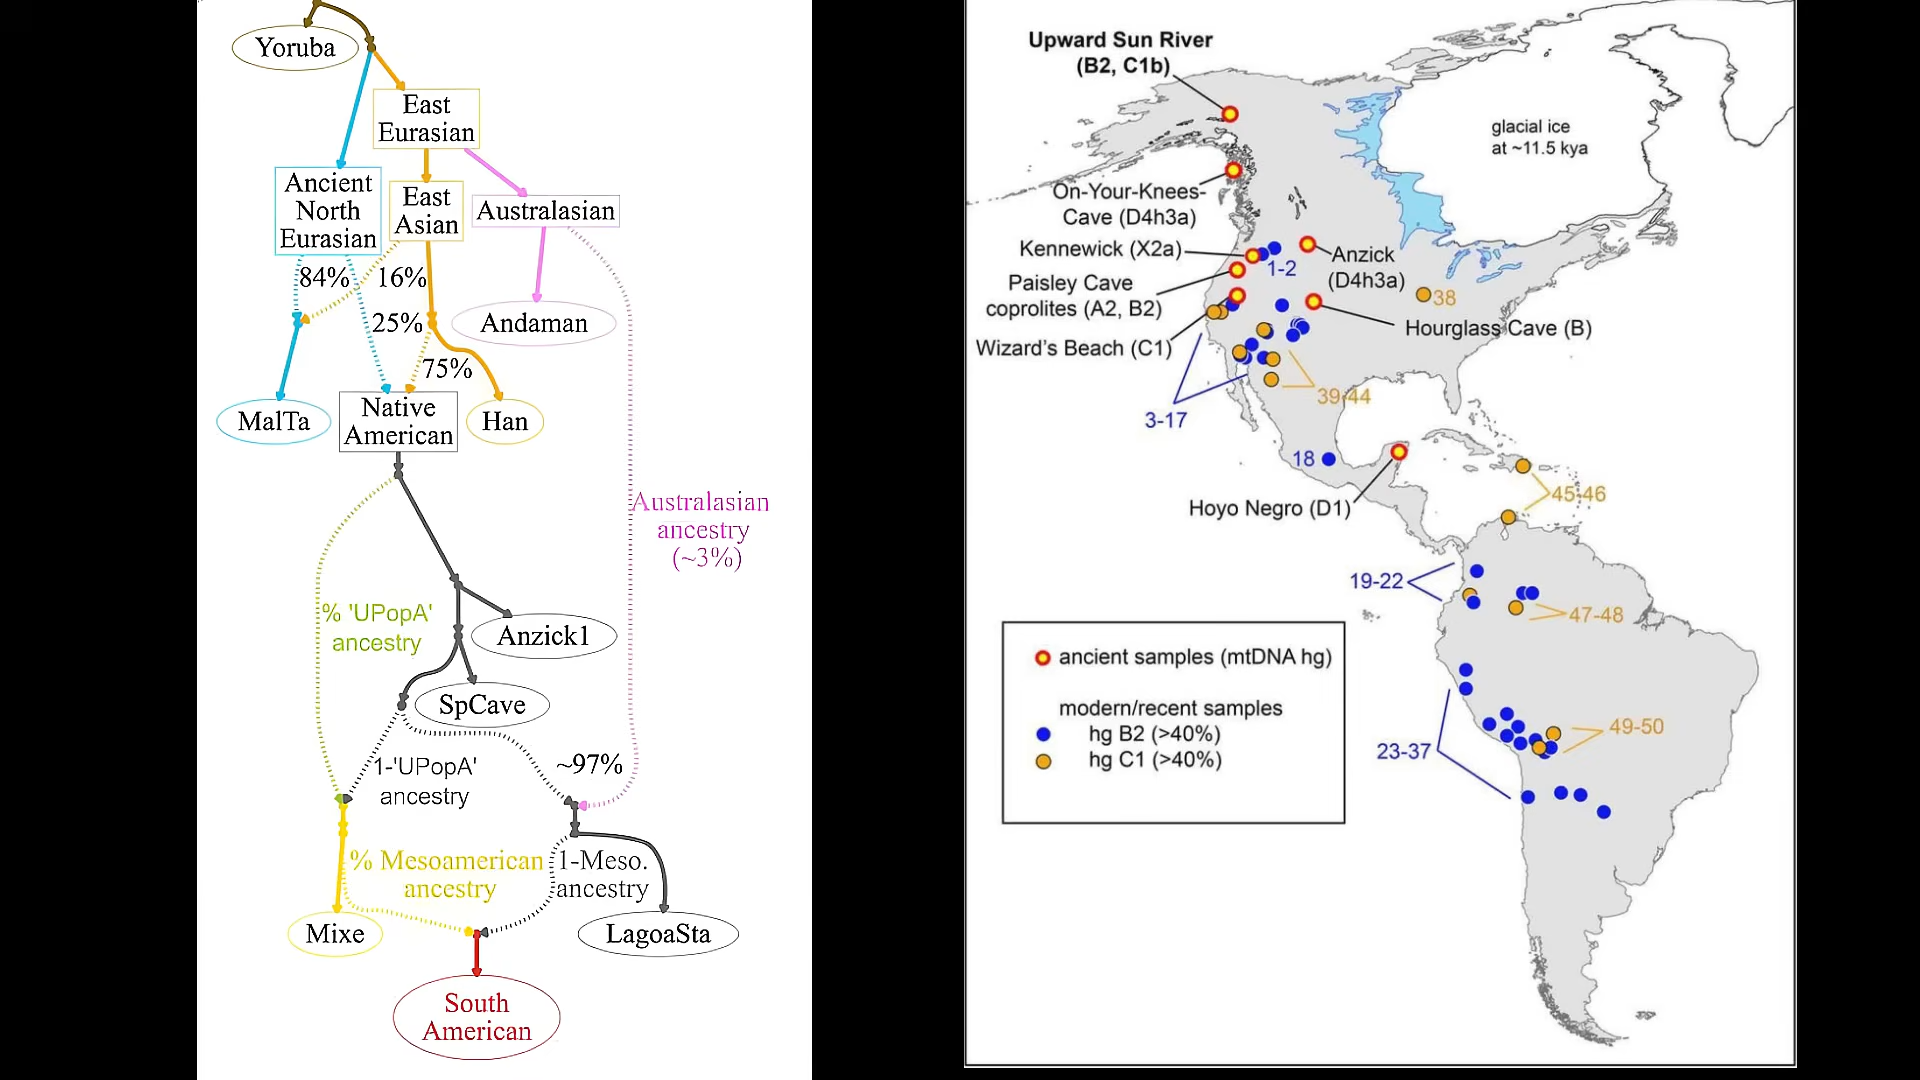 Yoruba
East
Eurasian
Ancient
North
Eurasian
East
Asian
Australasian
84%
16%
25%
Andaman
75%
MalTa
Native
American
Han
Australasian
ancestry
(~3%)
% 'UPopA'
ancestry
Anzick1
SpCave
1-'UPopA'
ancestry
~97%
% Mesoamerican
ancestry
1-Meso.
ancestry
Mixe
LagoaSta
South
American
Upward Sun River
(B2, C1b)
glacial ice
at ~11.5 kya
On-Your-Knees-
Cave (D4h3a)
Kennewick (X2a)
1-2
Anzick
(D4h3a)
Paisley Cave
coprolites (A2, B2)
38
Hourglass Cave (B)
Wizard's Beach (C1)
39-44
3-17
18
45-46
Hoyo Negro (D1)
19-22
47-48
ancient samples (mtDNA hg)
modern/recent samples
hg B2 (>40%)
hg C1 (>40%)
49-50
23-37